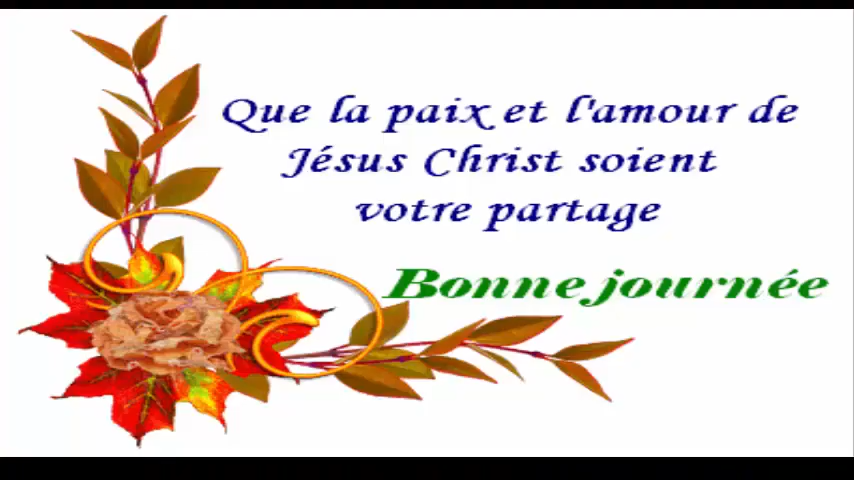 Que la paix et l'amour de
Jésus Christ soient
votre partage
Bonne journée